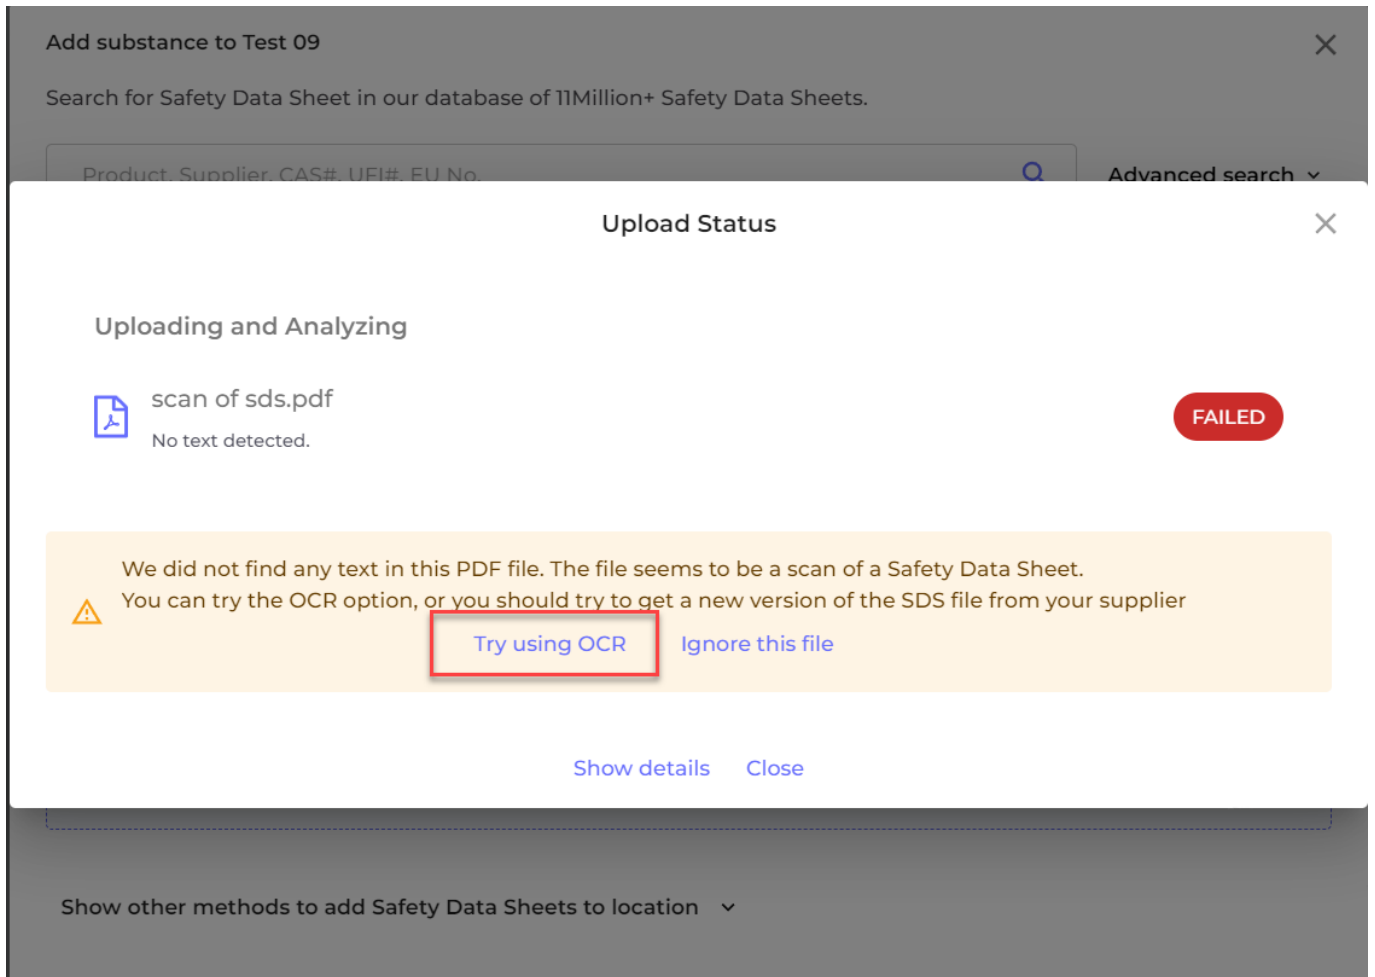 Add substance to Test 09
Search for Safety Data Sheet in our database of 11Million+ Safety Data Sheets.
Product, Supplier, CAS#, UFI#, EU No.
Advanced search
Upload Status
Uploading and Analyzing
scan of sds.pdf
No text detected.
FAILED
We did not find any text in this PDF file. The file seems to be a scan of a Safety Data Sheet.
You can try the OCR option, or you should try to get a new version of the SDS file from your supplier
Try using OCR Ignore this file
Show details Close
Show other methods to add Safety Data Sheets to location